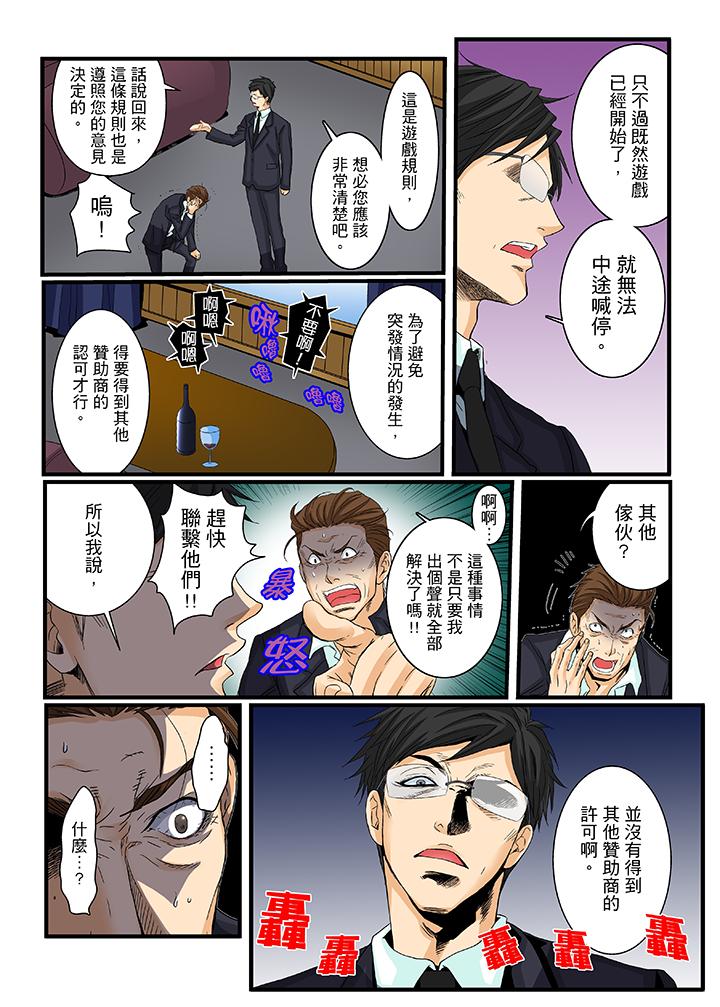 只不過既然遊戲
已經開始了，
就無法
中途喊停。
這是遊戲規則，
想必您應該
非常清楚吧。
話說回來，
這條規則也是
遵照您的意見
決定的。
嗚！
為了避免
突發情況的發生，
不要啊！
啾嚕嚕
嚕嚕
啊嗯
啊嗯
得要得到其他
贊助商的
認可才行。
其他
傢伙？
啊啊…
這種事情
不是只要我
出個聲就全部
解決了嗎!!
暴怒
趕快
聯繫他們!!
所以我說，
並沒有得到
其他贊助商的
許可啊。
轟
轟
轟
轟
轟
……
什麼…？